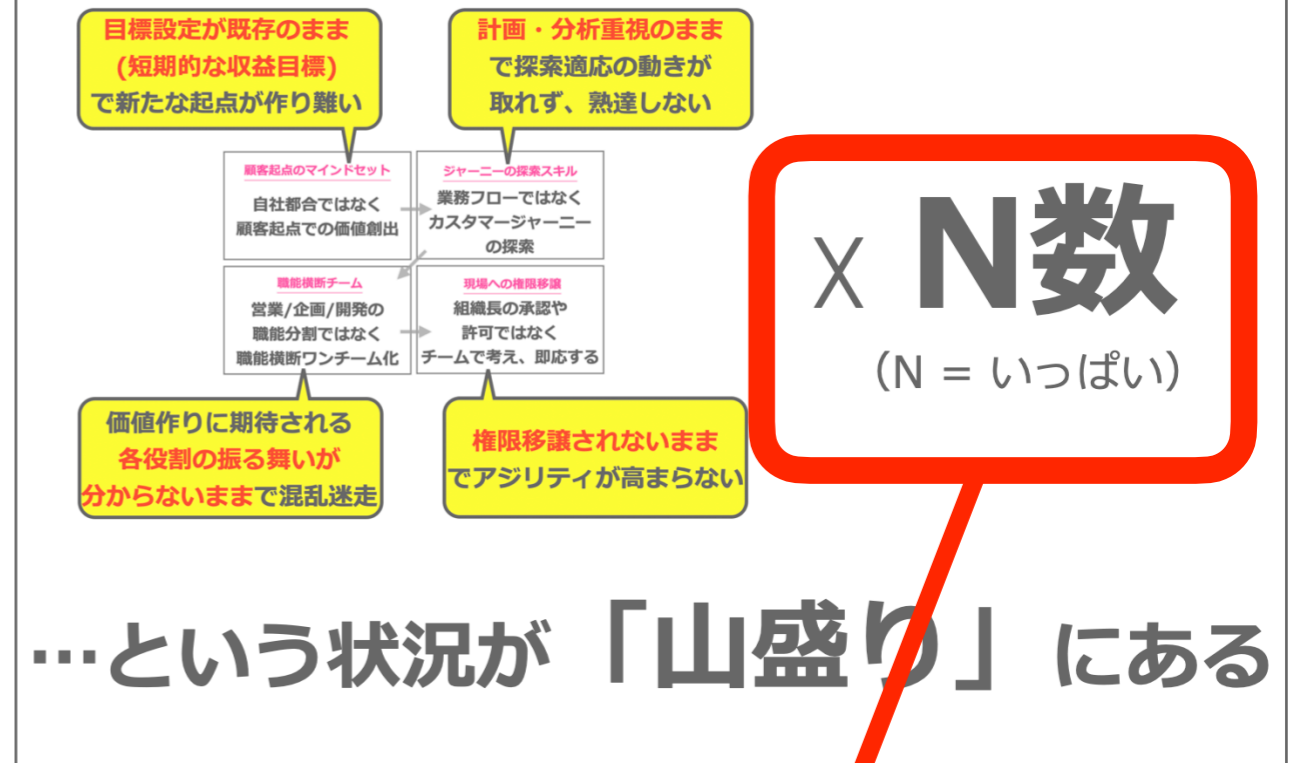 目標設定が既存のまま
(短期的な収益目標)
で新たな起点が作り難い
計画・分析重視のまま
で探索適応の動きが
取れず、熟達しない
顧客起点のマインドセット
自社都合ではなく
顧客起点での価値創出
ジャーニーの探索スキル
業務フローではなく
カスタマージャーニー
の探索
職能横断チーム
営業/企画/開発の
職能分割ではなく
職能横断ワンチーム化
現場への権限移譲
組織長の承認や
許可ではなく
チームで考え、即応する
価値作りに期待される
各役割の振る舞いが
分からないままで混乱迷走
権限移譲されないまま
でアジリティが高まらない
x N数
（N = いっぱい）
…という状況が「山盛り」にある